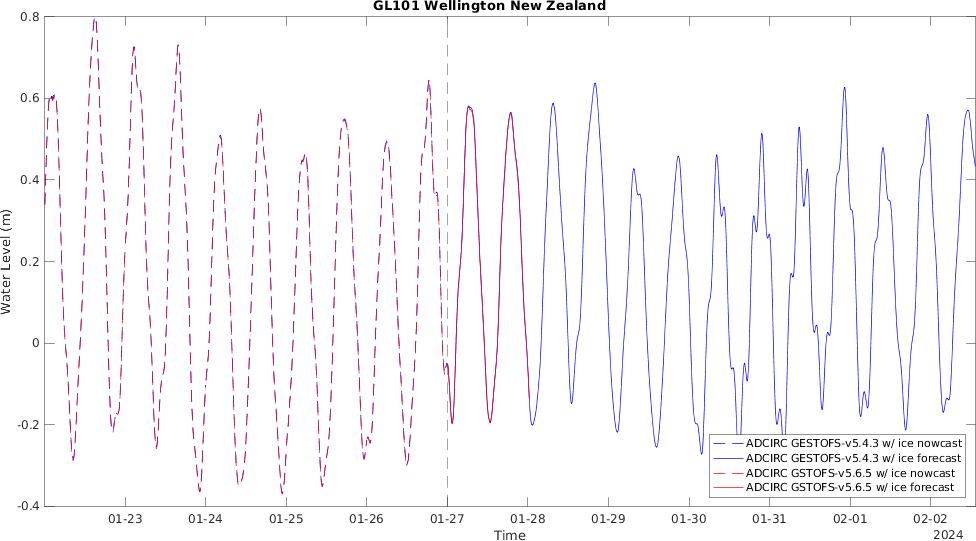 GL101 Wellington New Zealand
0.8
0.6
0.4
0.2
0
-0.2
-0.4
Water Level (m)
ADCIRC GESTOFS-v5.4.3 w/ ice nowcast
ADCIRC GESTOFS-v5.4.3 w/ ice forecast
ADCIRC GSTOFS-v5.6.5 w/ ice nowcast
ADCIRC GSTOFS-v5.6.5 w/ ice forecast
01-23 01-24 01-25 01-26 01-27 01-28 01-29 01-30 01-31 02-01 02-02
Time
2024